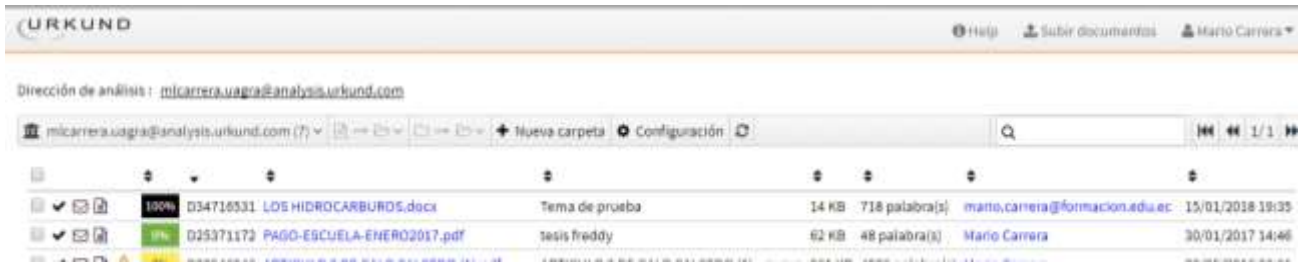 URKUND
Help Subir documentos Mario Carrera
Dirección de análisis : mlcarrera.uagra@analysis.urkund.com
mlcarrera.uagra@analysis.urkund.com (7) Nueva carpeta Configuración 1/1
100% D34716531 LOS HIDROCARBUROS.docx Tema de prueba 14 KB 718 palabra(s) mario.carrera@formacion.edu.ec 15/01/2018 19:35
0% D25371172 PAGO-ESCUELA-ENERO2017.pdf tesis freddy 62 KB 48 palabra(s) Mario Carrera 30/01/2017 14:46